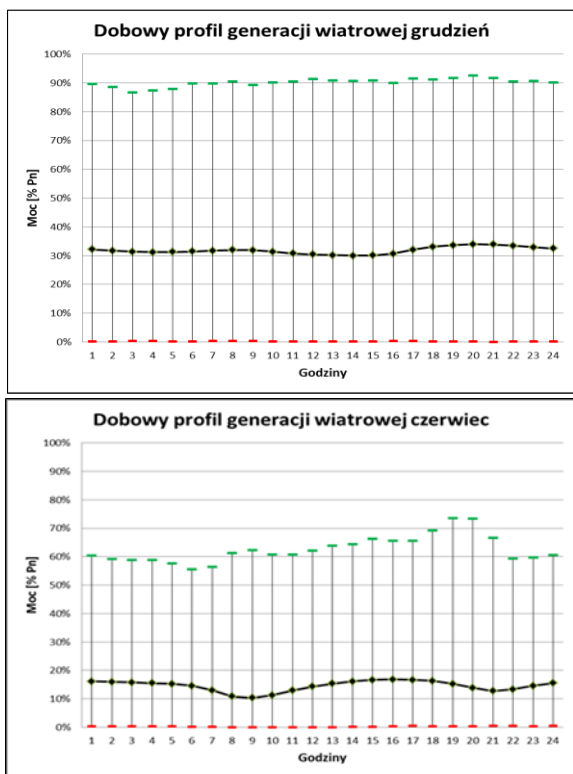 Dobowy profil generacji wiatrowej grudzień
100%
90%
80%
70%
60%
50%
40%
30%
20%
10%
0%
Moc [% Pn]
1 2 3 4 5 6 7 8 9 10 11 12 13 14 15 16 17 18 19 20 21 22 23 24
Godziny
Dobowy profil generacji wiatrowej czerwiec
100%
90%
80%
70%
60%
50%
40%
30%
20%
10%
0%
Moc [% Pn]
1 2 3 4 5 6 7 8 9 10 11 12 13 14 15 16 17 18 19 20 21 22 23 24
Godziny